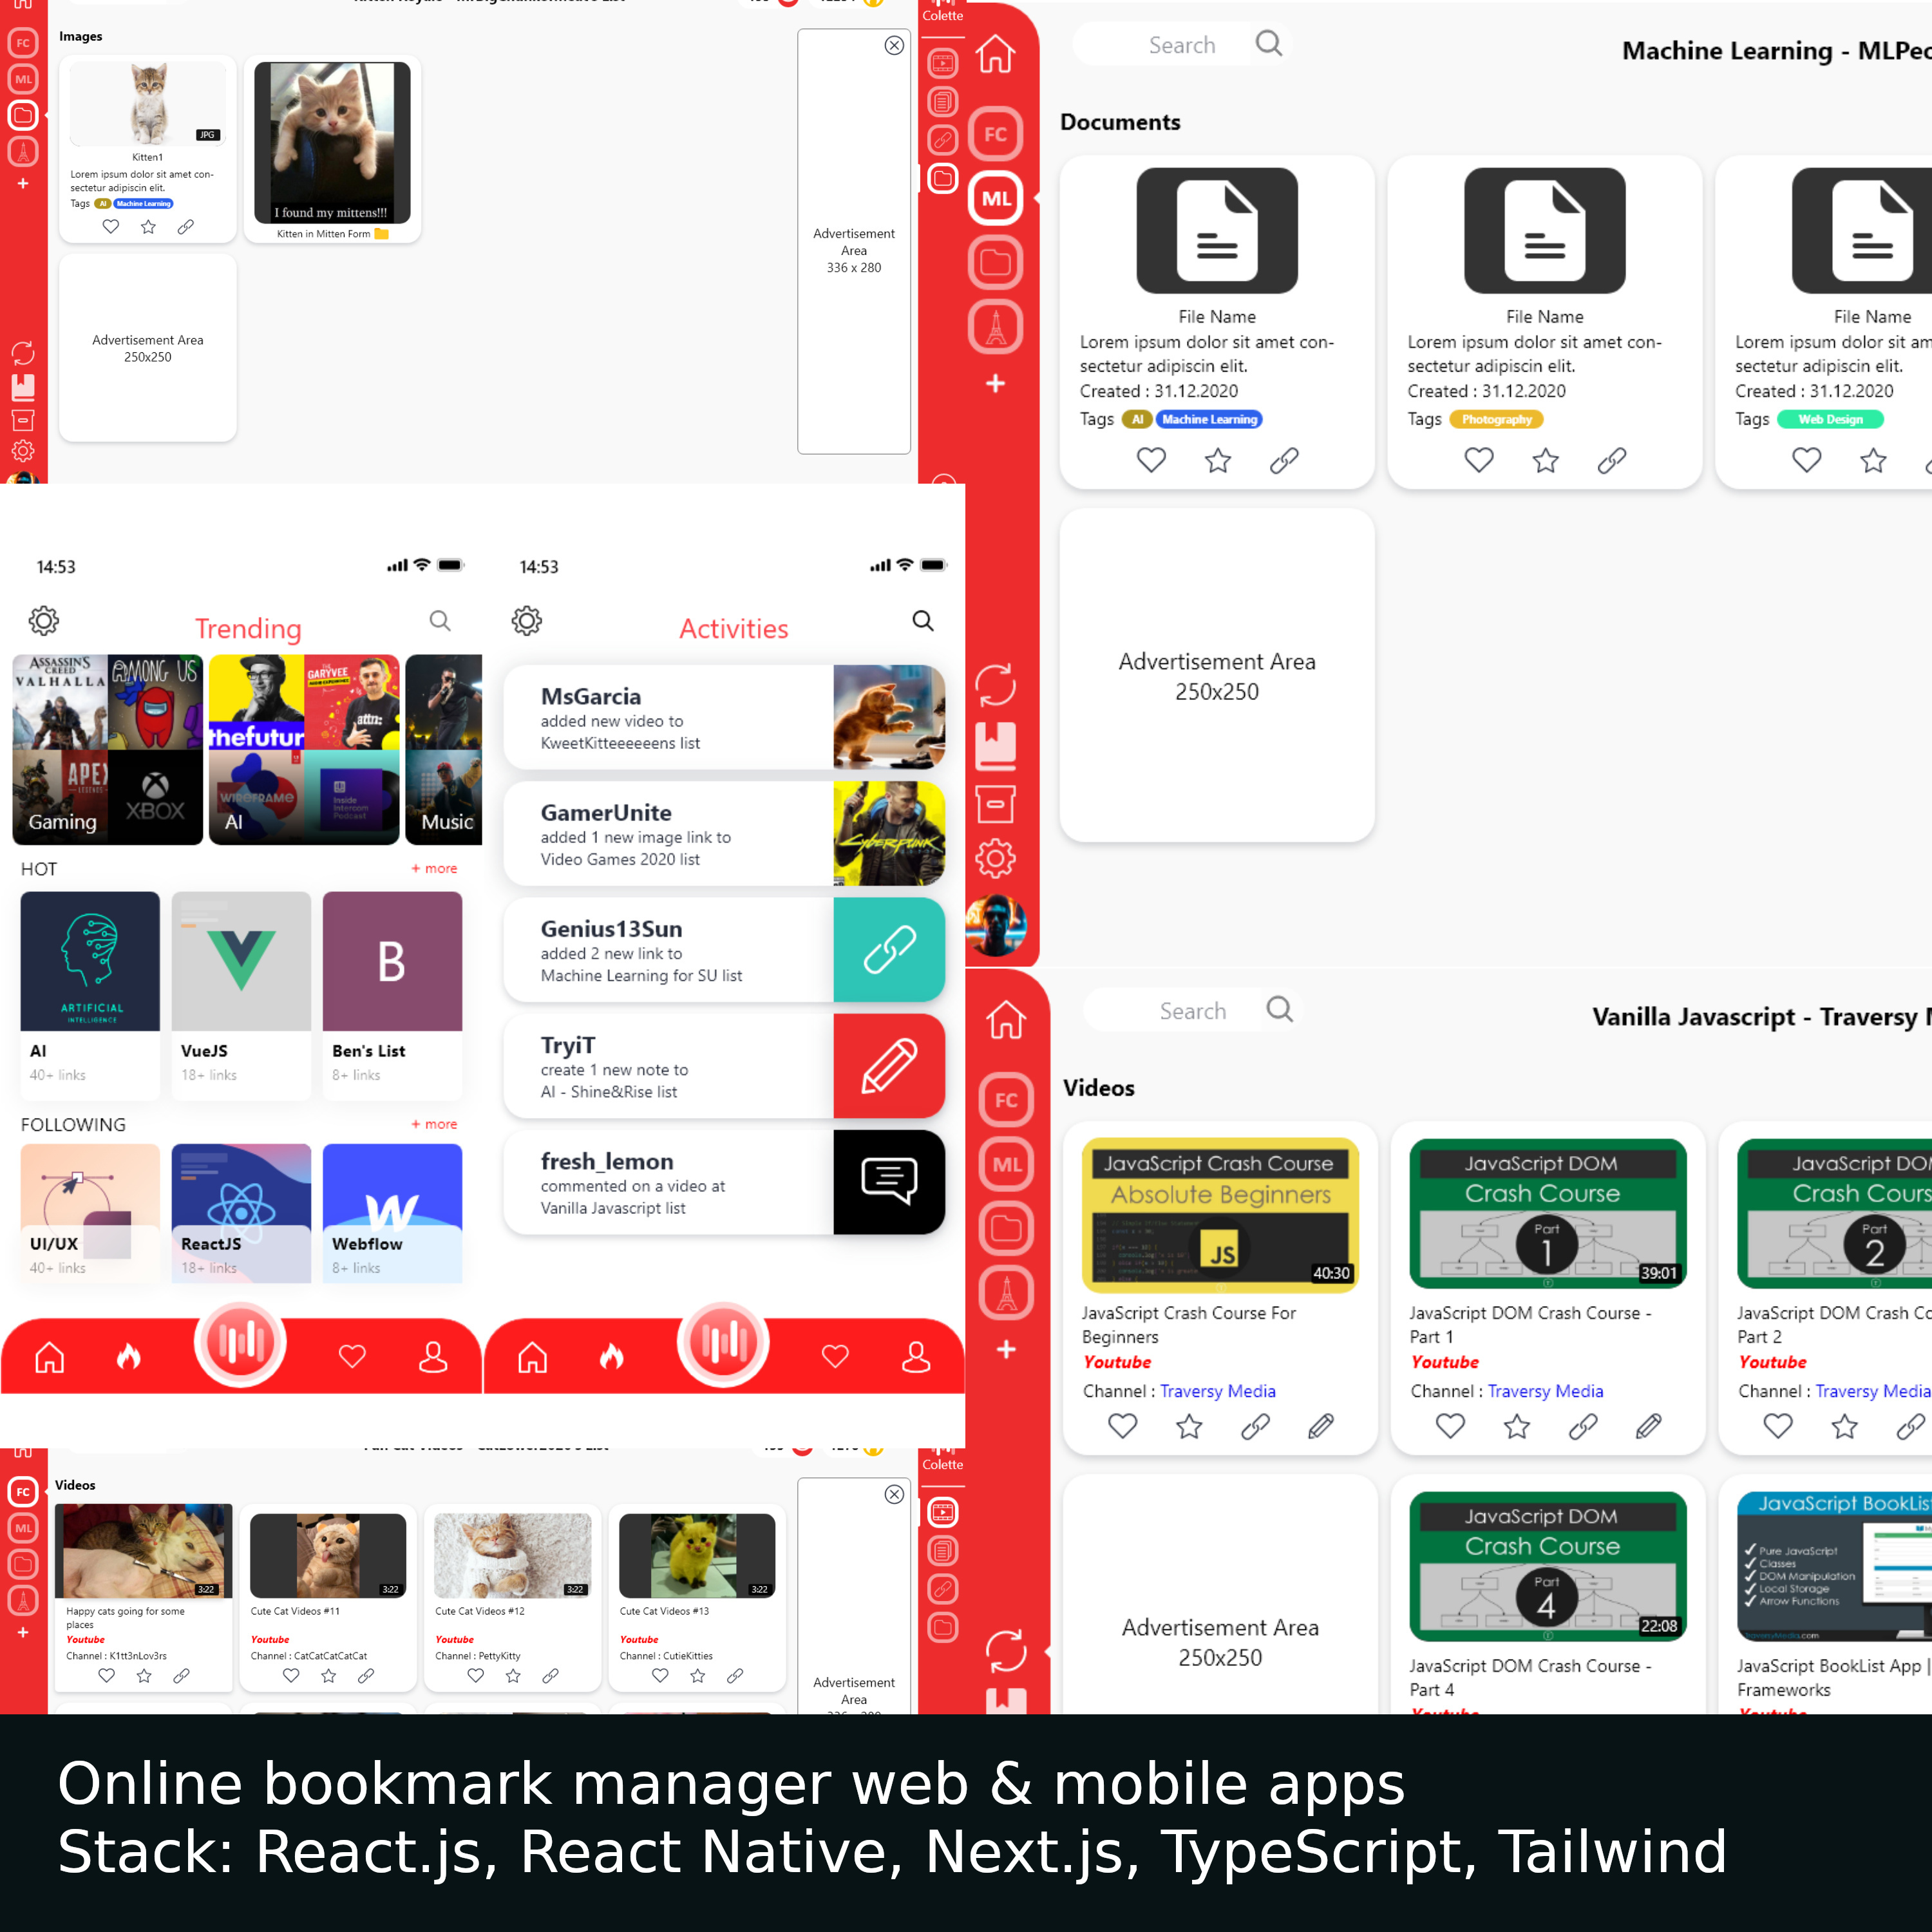 Images
JPG
Kitten1
Lorem ipsum dolor sit amet con-
sectetur adipiscin elit.
Tags AI Machine Learning
I found my mittens!!!
Kitten in Mitten Form
Advertisement Area
250x250
Advertisement
Area
336 x 280
FC
ML
Colette
Search
Machine Learning - MLPeo
Documents
FC
ML
File Name
Lorem ipsum dolor sit amet con-
sectetur adipiscin elit.
Created : 31.12.2020
Tags AI Machine Learning
File Name
Lorem ipsum dolor sit amet con-
sectetur adipiscin elit.
Created : 31.12.2020
Tags Photography
File Name
Lorem ipsum dolor sit am
sectetur adipiscin elit.
Created : 31.12.2020
Tags Web Design
Advertisement Area
250x250
14:53
Trending
ASSASSIN'S
CREED
VALHALLA
AMONG US
APEX
LEGENDS
XBOX
Gaming
thefutur
THE
GARYVEE
attn:
WIREFRAME
Inside
Intercom
Podcast
AI
Music
HOT
+ more
ARTIFICIAL
INTELLIGENCE
AI
40+ links
VueJS
18+ links
B
Ben's List
8+ links
FOLLOWING
+ more
UI/UX
40+ links
ReactJS
18+ links
W
Webflow
8+ links
14:53
Activities
MsGarcia
added new video to
KweetKitteeeeeens list
GamerUnite
added 1 new image link to
Video Games 2020 list
CYBERPUNK
Genius13Sun
added 2 new link to
Machine Learning for SU list
TryiT
create 1 new note to
AI - Shine&Rise list
fresh_lemon
commented on a video at
Vanilla Javascript list
Search
Vanilla Javascript - Traversy
Videos
FC
ML
JavaScript Crash Course
Absolute Beginners
JS
40:30
JavaScript Crash Course For
Beginners
Youtube
Channel : Traversy Media
JavaScript DOM
Crash Course
Part
1
39:01
JavaScript DOM Crash Course -
Part 1
Youtube
Channel : Traversy Media
JavaScript DOM
Crash Cours
Part
2
JavaScript DOM Crash Co
Part 2
Youtube
Channel : Traversy Media
Advertisement Area
250x250
JavaScript DOM
Crash Course
Part
4
22:08
JavaScript DOM Crash Course -
Part 4
Youtube
JavaScript BookList
Pure JavaScript
Classes
DOM Manipulation
Local Storage
Arrow Functions
JavaScript BookList App |
Frameworks
Youtube
FC
ML
Videos
3:22
Happy cats going for some
places
Youtube
Channel : K1tt3nLov3rs
3:22
Cute Cat Videos #11
Youtube
Channel : CatCatCatCatCat
3:22
Cute Cat Videos #12
Youtube
Channel : PettyKitty
3:22
Cute Cat Videos #13
Youtube
Channel : CutieKitties
Advertisement
Area
Colette
Online bookmark manager web & mobile apps
Stack: React.js, React Native, Next.js, TypeScript, Tailwind